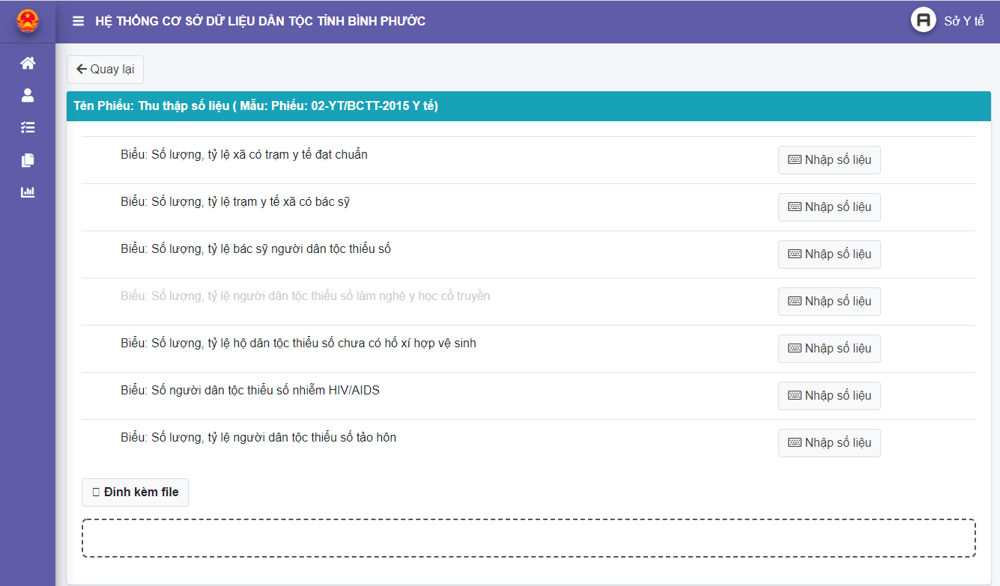 HỆ THỐNG CƠ SỞ DỮ LIỆU DÂN TỘC TỈNH BÌNH PHƯỚC
Sở Y tế
Quay lại
Tên Phiếu: Thu thập số liệu ( Mẫu: Phiếu: 02-YT/BCTT-2015 Y tế)
Biểu: Số lượng, tỷ lệ xã có trạm y tế đạt chuẩn
Nhập số liệu
Biểu: Số lượng, tỷ lệ trạm y tế xã có bác sỹ
Nhập số liệu
Biểu: Số lượng, tỷ lệ bác sỹ người dân tộc thiểu số
Nhập số liệu
Biểu: Số lượng, tỷ lệ người dân tộc thiểu số làm nghệ y học cổ truyền
Nhập số liệu
Biểu: Số lượng, tỷ lệ hộ dân tộc thiểu số chưa có hố xí hợp vệ sinh
Nhập số liệu
Biểu: Số người dân tộc thiểu số nhiễm HIV/AIDS
Nhập số liệu
Biểu: Số lượng, tỷ lệ người dân tộc thiểu số tảo hôn
Nhập số liệu
Đính kèm file